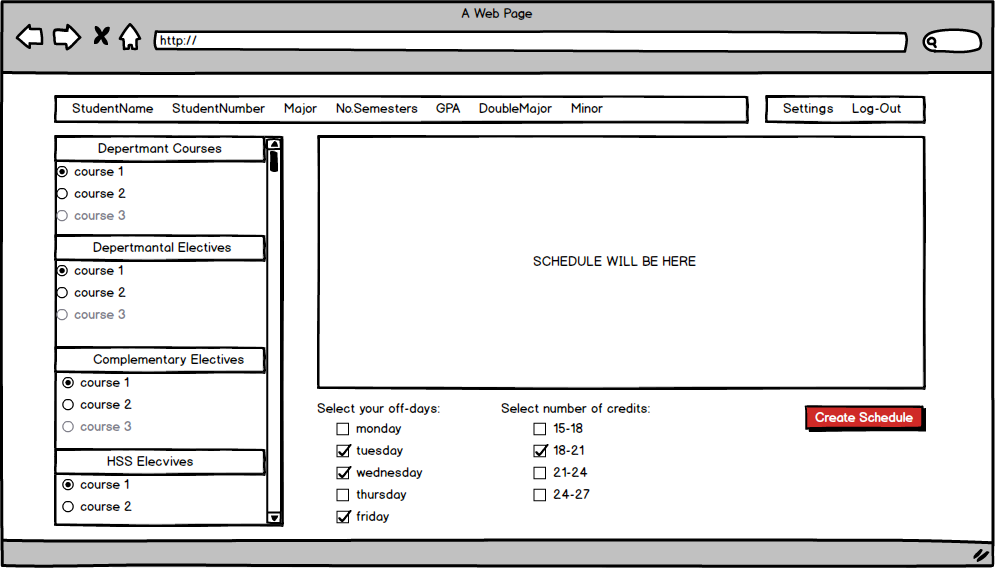 A Web Page
http://
StudentName StudentNumber Major No.Semesters GPA DoubleMajor Minor
Settings Log-Out
Depertmant Courses
course 1
course 2
course 3
Depertmantal Electives
course 1
course 2
course 3
Complementary Electives
course 1
course 2
course 3
HSS Elecvives
course 1
course 2
SCHEDULE WILL BE HERE
Select your off-days:
monday
tuesday
wednesday
thursday
friday
Select number of credits:
15-18
18-21
21-24
24-27
Create Schedule